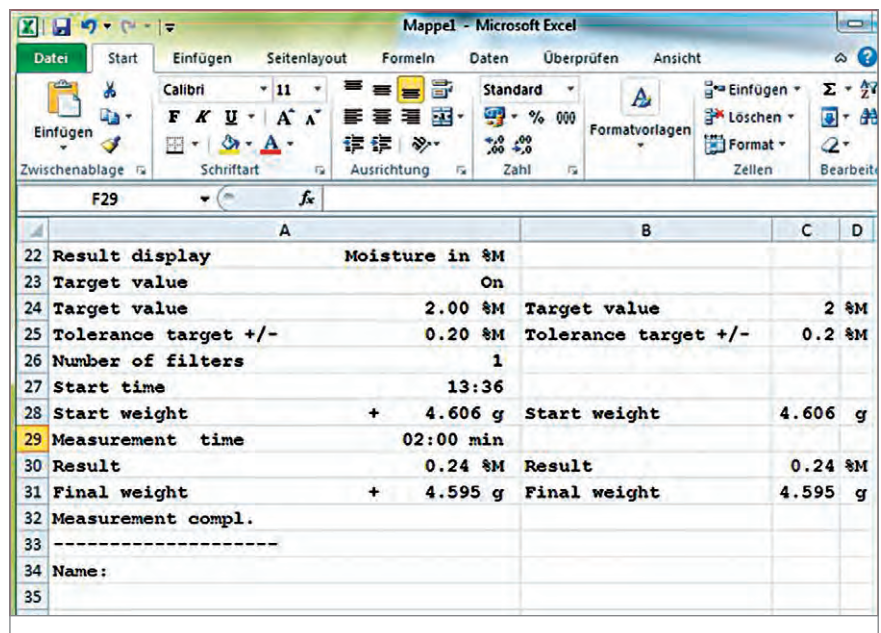 Mappe1 - Microsoft Excel
Datei Start Einfügen Seitenlayout Formeln Daten Überprüfen Ansicht
Calibri 11 Standard Einfügen Σ
Einfügen F K U A A % 000 Formatvorlagen Löschen
A Format
Zwischenablage Schriftart Ausrichtung Zahl Zellen Bearbeit
F29 fx
A B C D
22 Result display Moisture in %M
23 Target value On
24 Target value 2.00 %M Target value 2 %M
25 Tolerance target +/- 0.20 %M Tolerance target +/- 0.2 %M
26 Number of filters 1
27 Start time 13:36
28 Start weight + 4.606 g Start weight 4.606 g
29 Measurement time 02:00 min
30 Result 0.24 %M Result 0.24 %M
31 Final weight + 4.595 g Final weight 4.595 g
32 Measurement compl.
33 --------------------
34 Name:
35